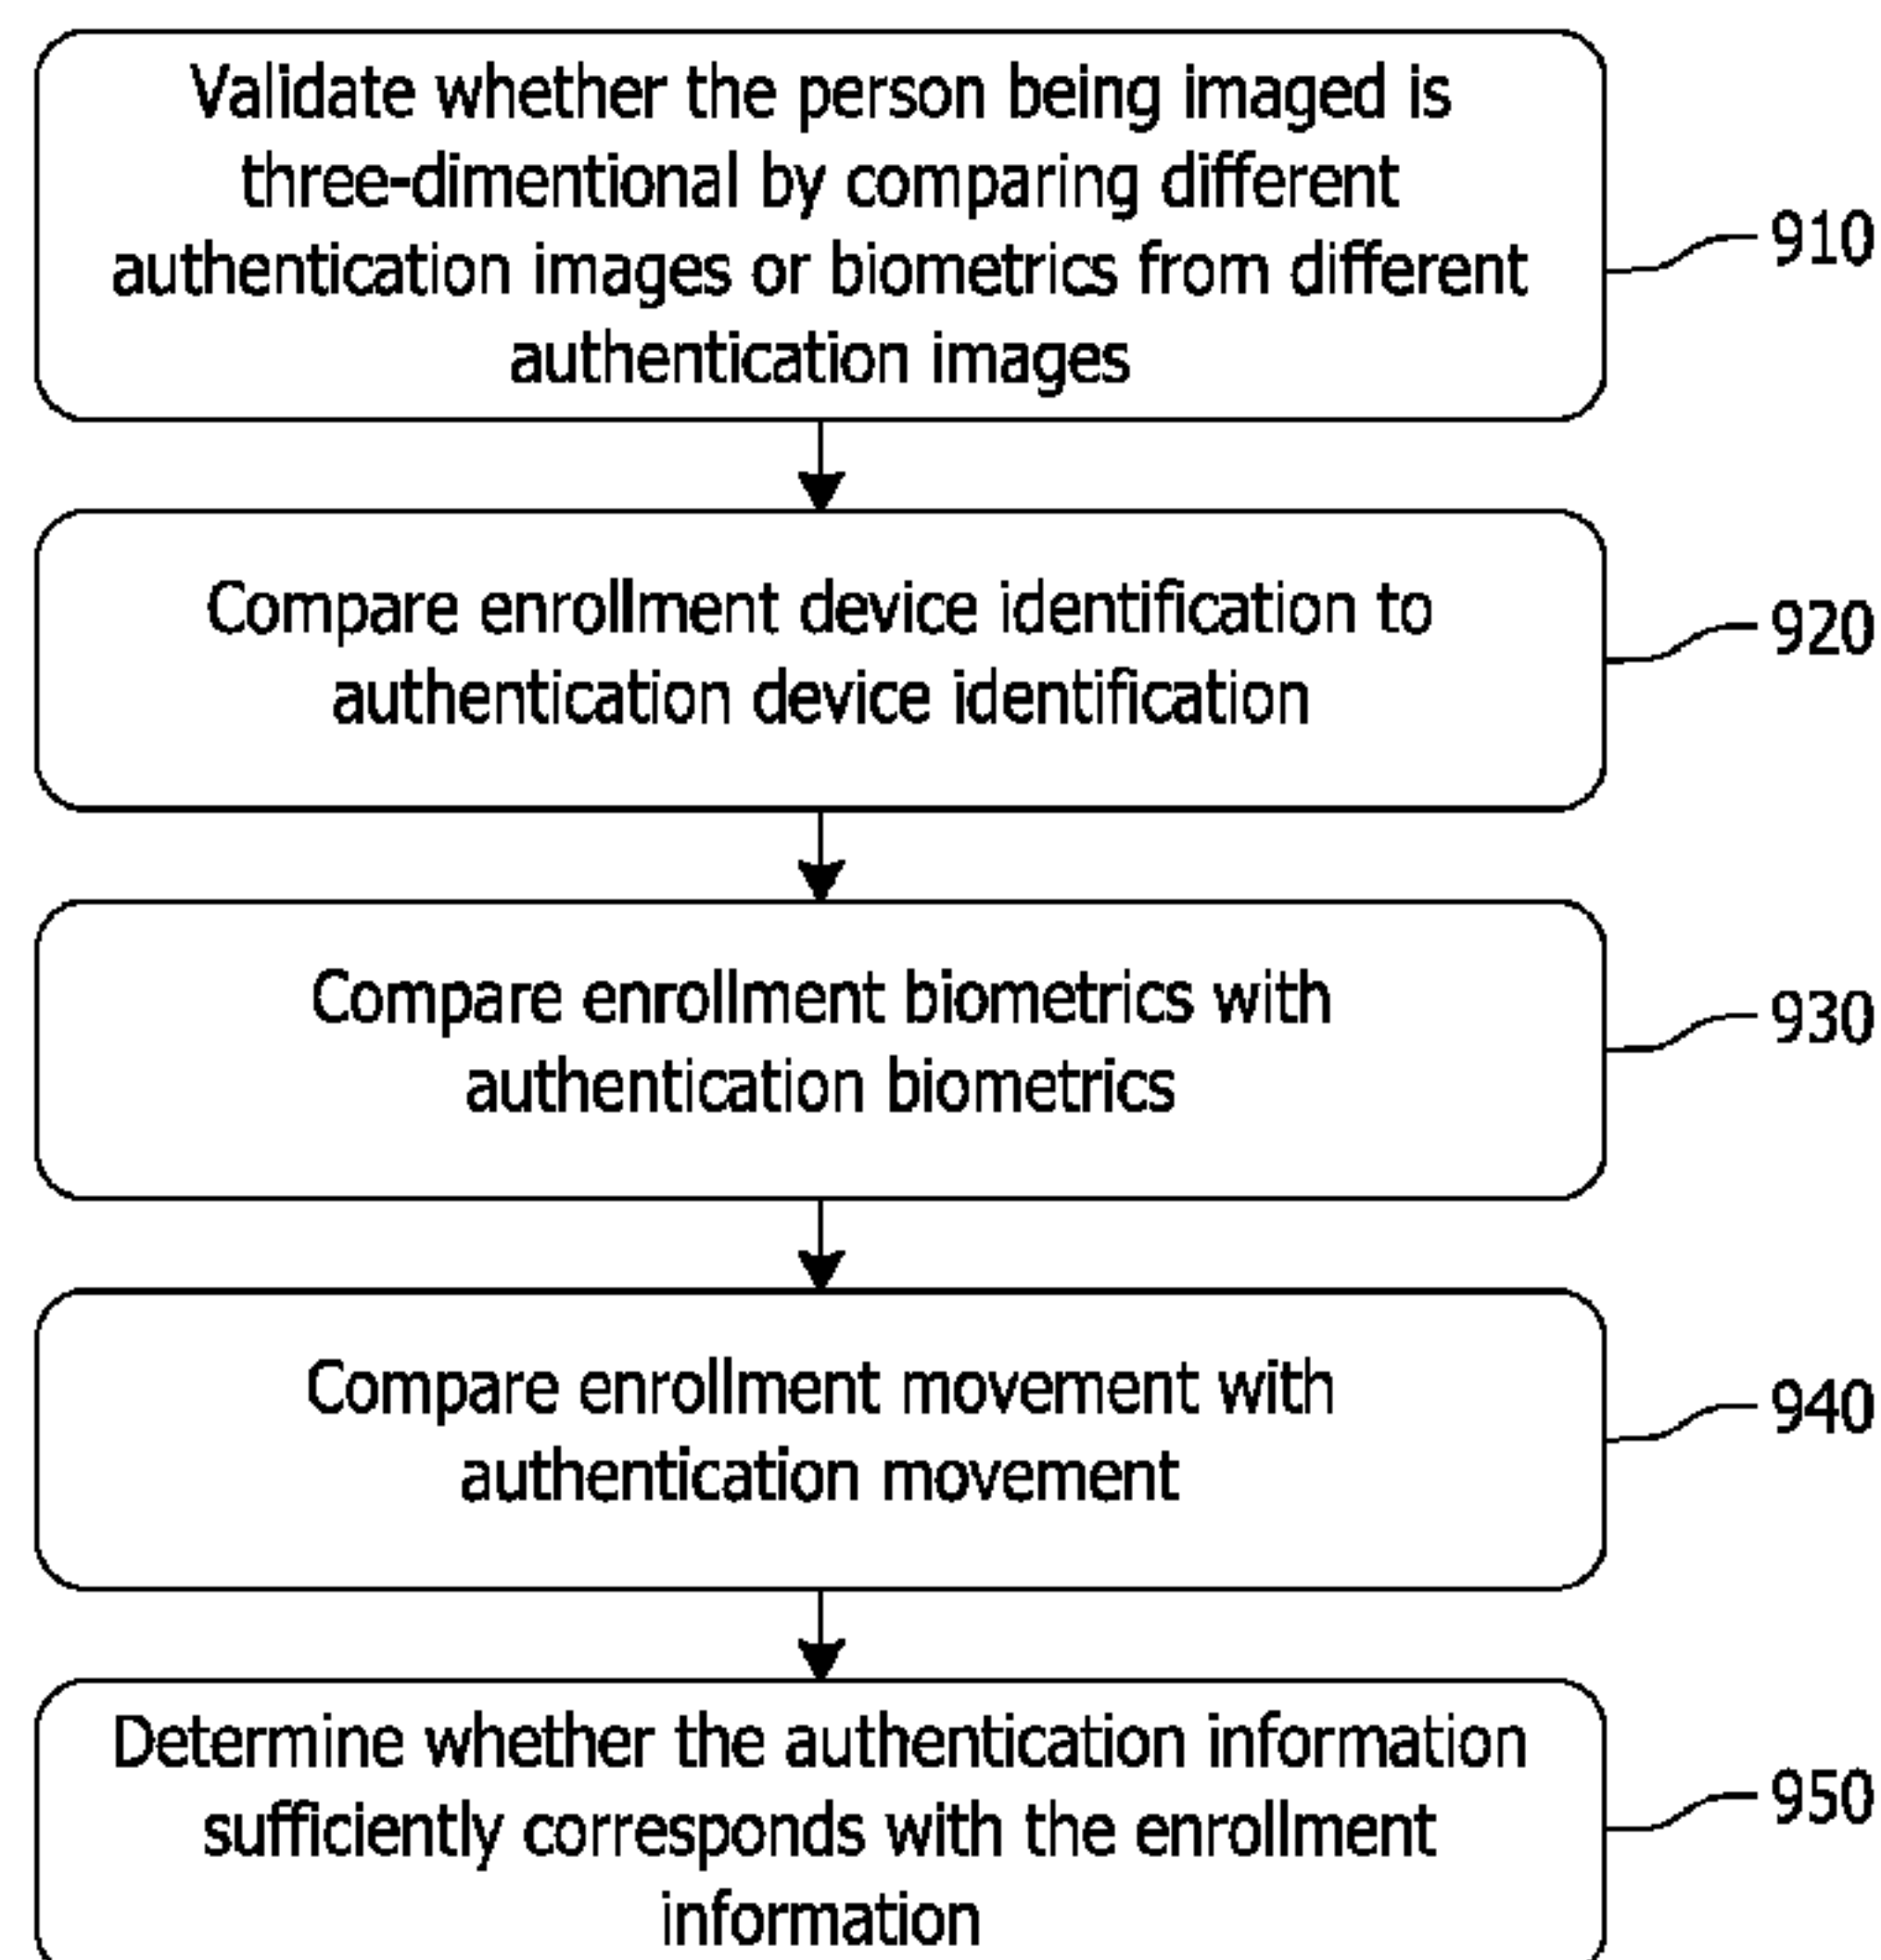 Validate whether the person being imaged is
three-dimentional by comparing different
authentication images or biometrics from different
authentication images
910
Compare enrollment device identification to
authentication device identification
920
Compare enrollment biometrics with
authentication biometrics
930
Compare enrollment movement with
authentication movement
940
Determine whether the authentication information
sufficiently corresponds with the enrollment
information
950